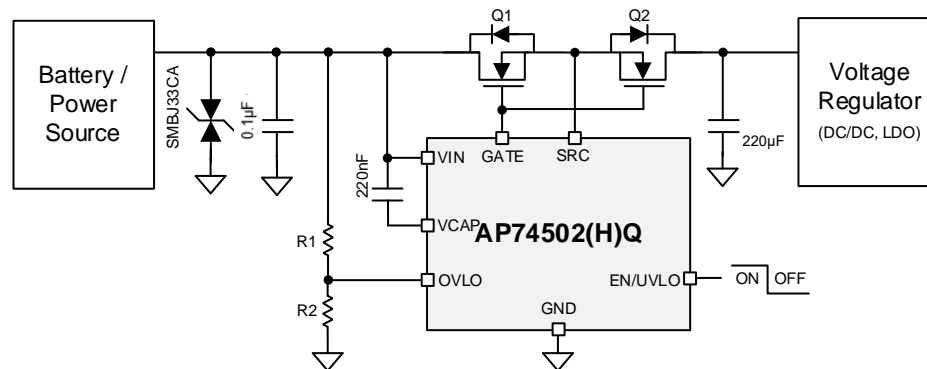 Q1
Q2
Battery /
Power
Source
SMBJ33CA
0.1µF
220nF
R1
R2
VIN
VCAP
OVLO
GATE
SRC
AP74502(H)Q
EN/UVLO
GND
ON
OFF
220µF
Voltage
Regulator
(DC/DC, LDO)